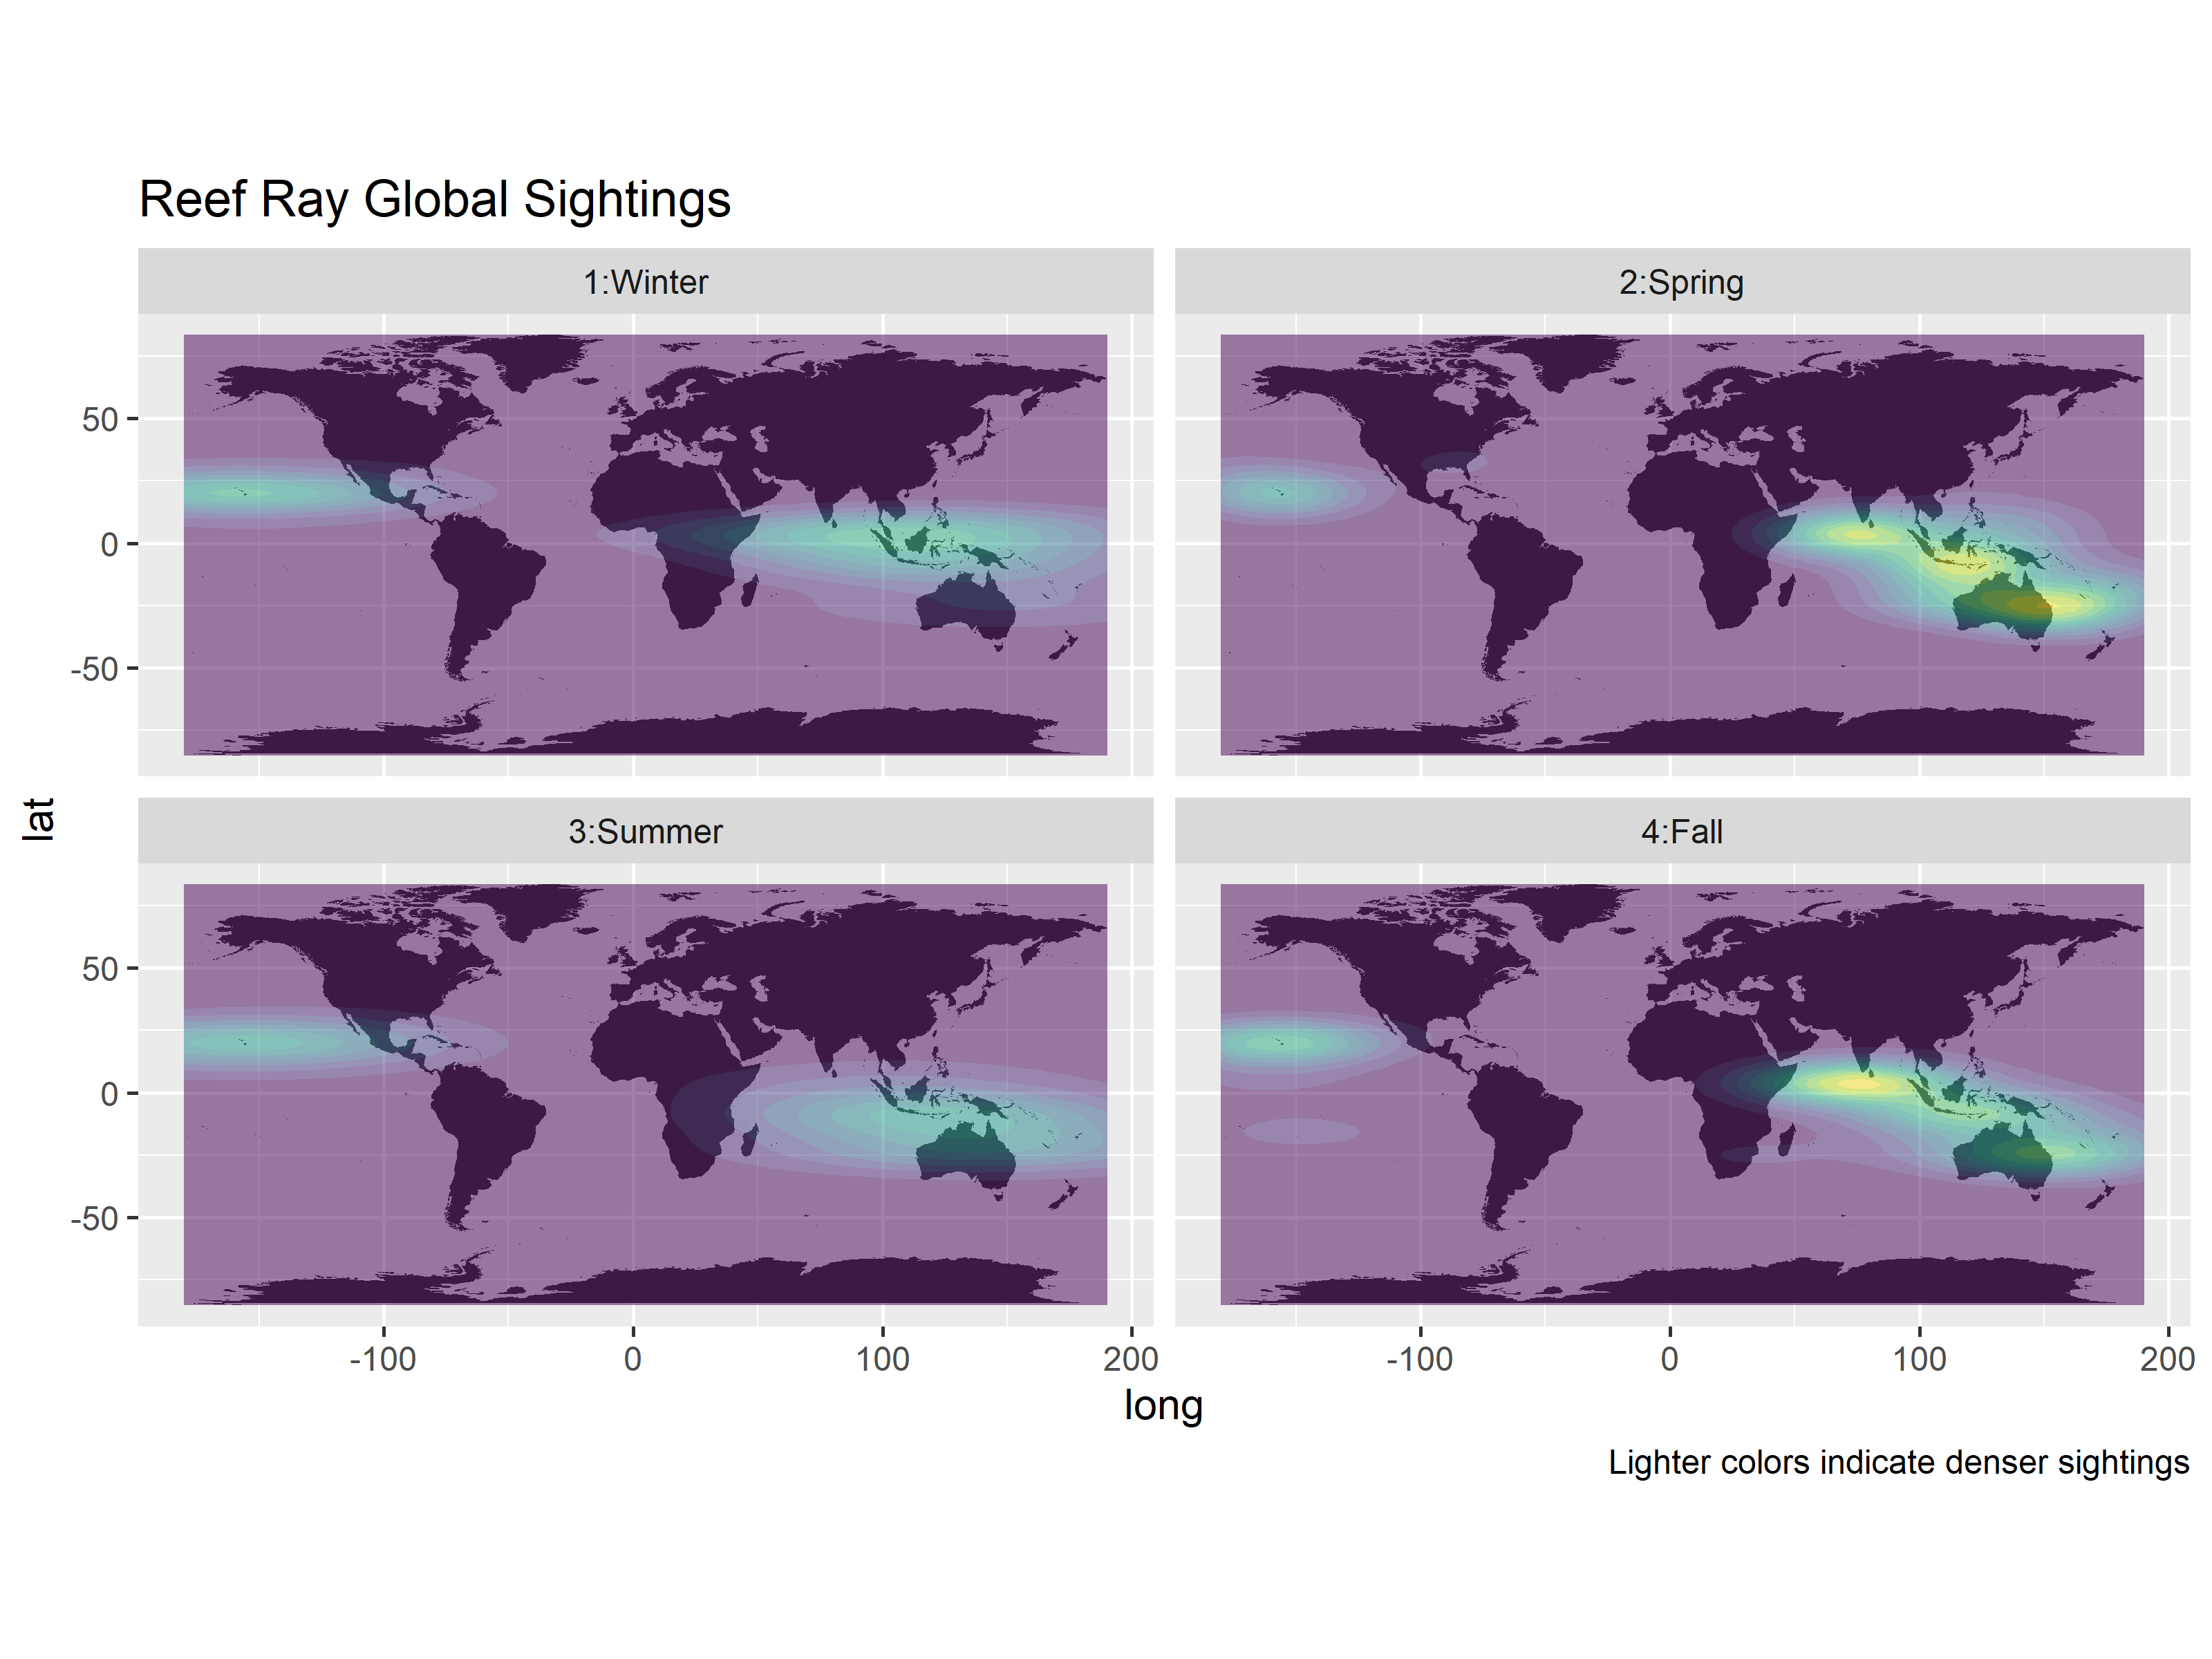 Reef Ray Global Sightings
1:Winter
2:Spring
50
0
-50
3:Summer
4:Fall
50
0
-50
lat
-100
0
100
200
-100
0
100
200
long
Lighter colors indicate denser sightings